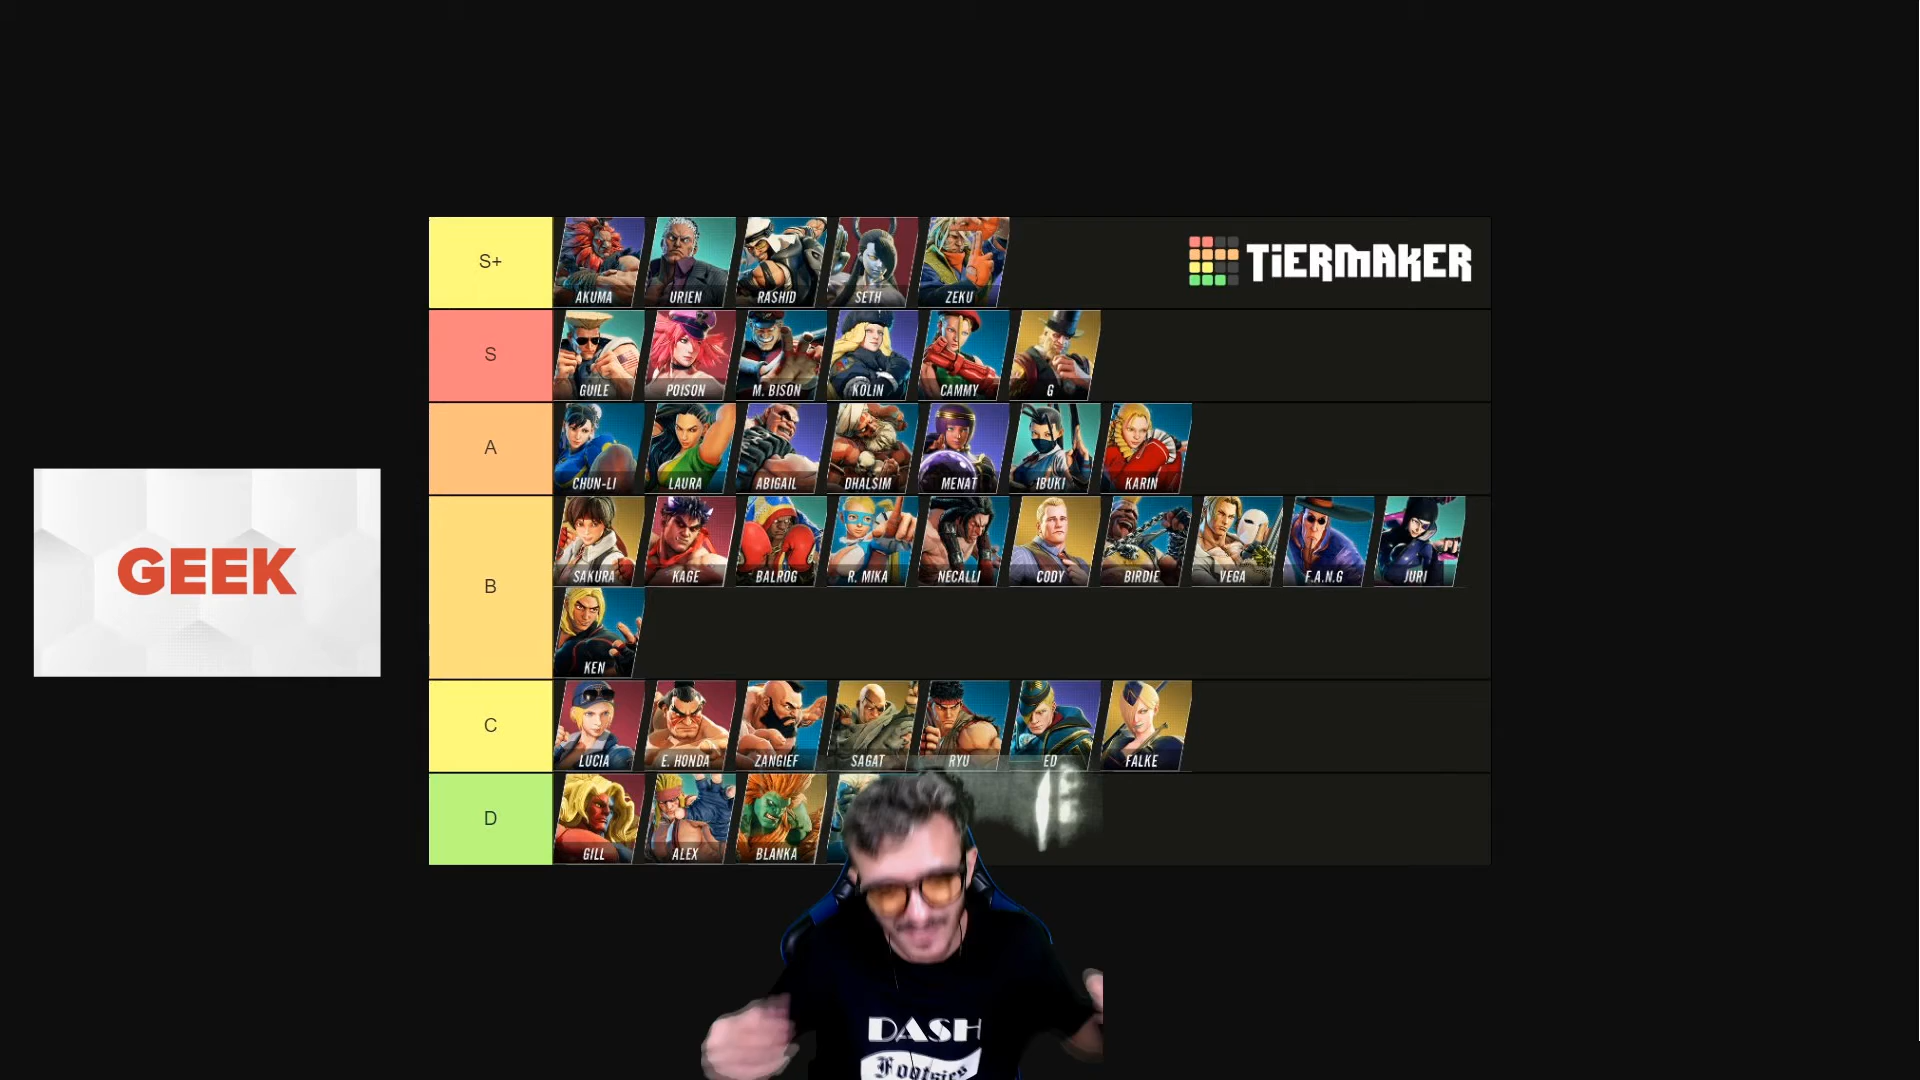 S+
AKUMA URIEN RASHID SETH ZEKU
TiERMAKER
S
GUILE POISON M. BISON KOLIN CAMMY G
A
CHUN-LI LAURA ABIGAIL DHALSIM MENAT IBUKI KARIN
GEEK
B
SAKURA KAGE BALROG R. MIKA NECALLI CODY BIRDIE VEGA F.A.N.G JURI
KEN
C
LUCIA E. HONDA ZANGIEF SAGAT RYU ED FALKE
D
GILL ALEX BLANKA
DASH
Footsies